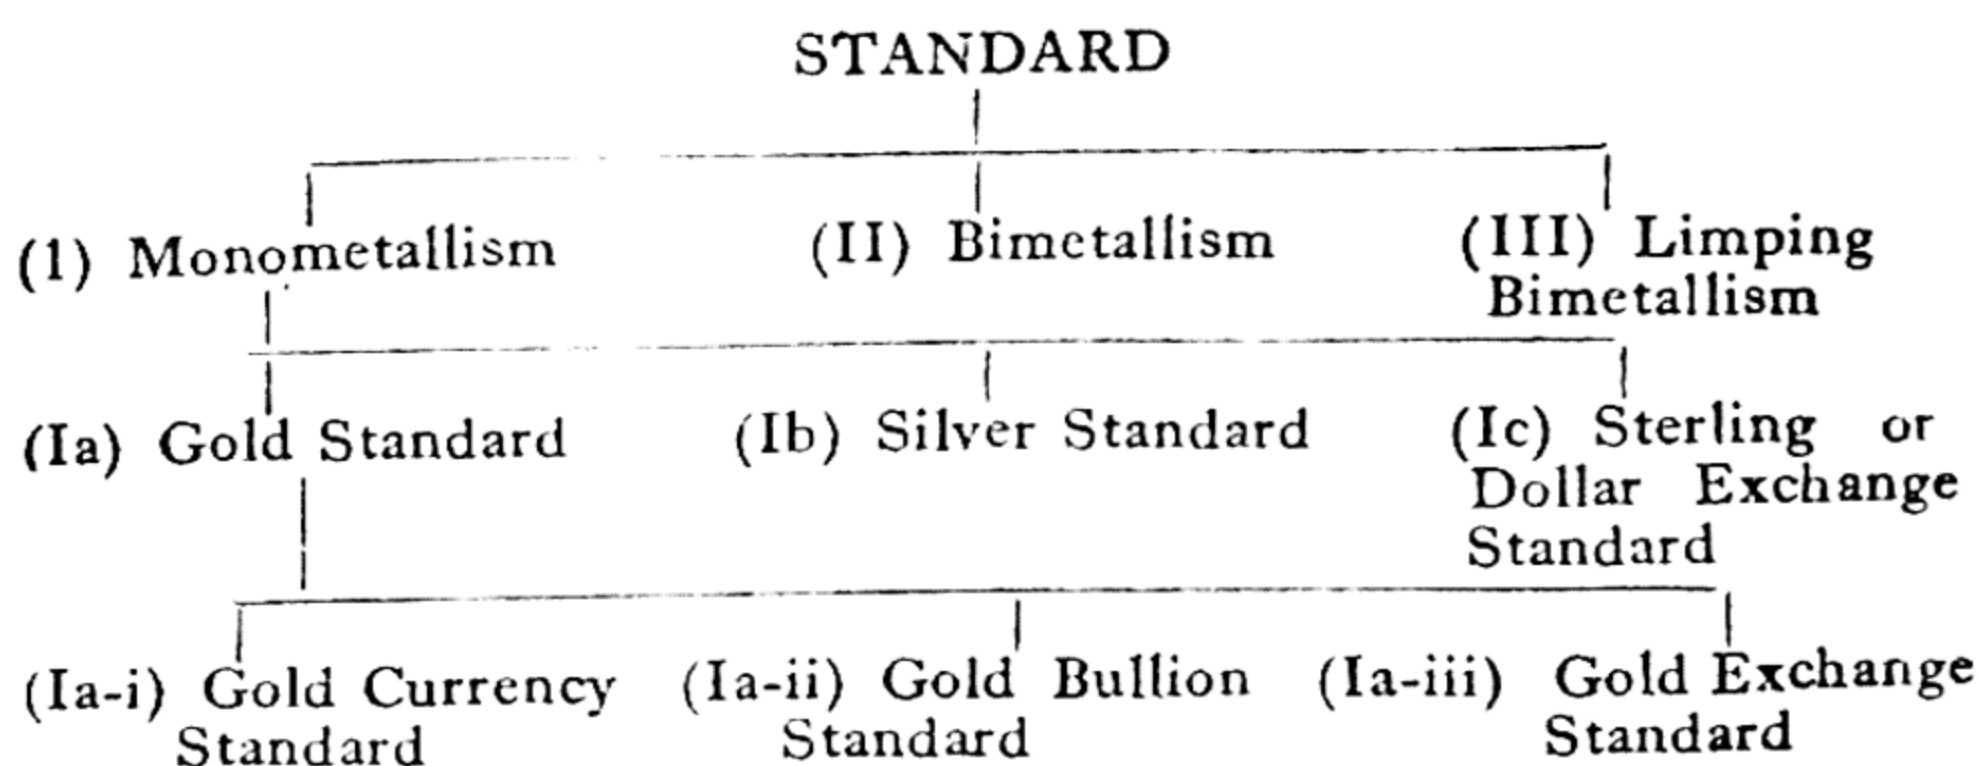 STANDARD
(1) Monometallism (II) Bimetallism (III) Limping
Bimetallism
(Ia) Gold Standard (Ib) Silver Standard (Ic) Sterling or
Dollar Exchange
Standard
(Ia-i) Gold Currency (Ia-ii) Gold Bullion (Ia-iii) Gold Exchange
Standard Standard Standard